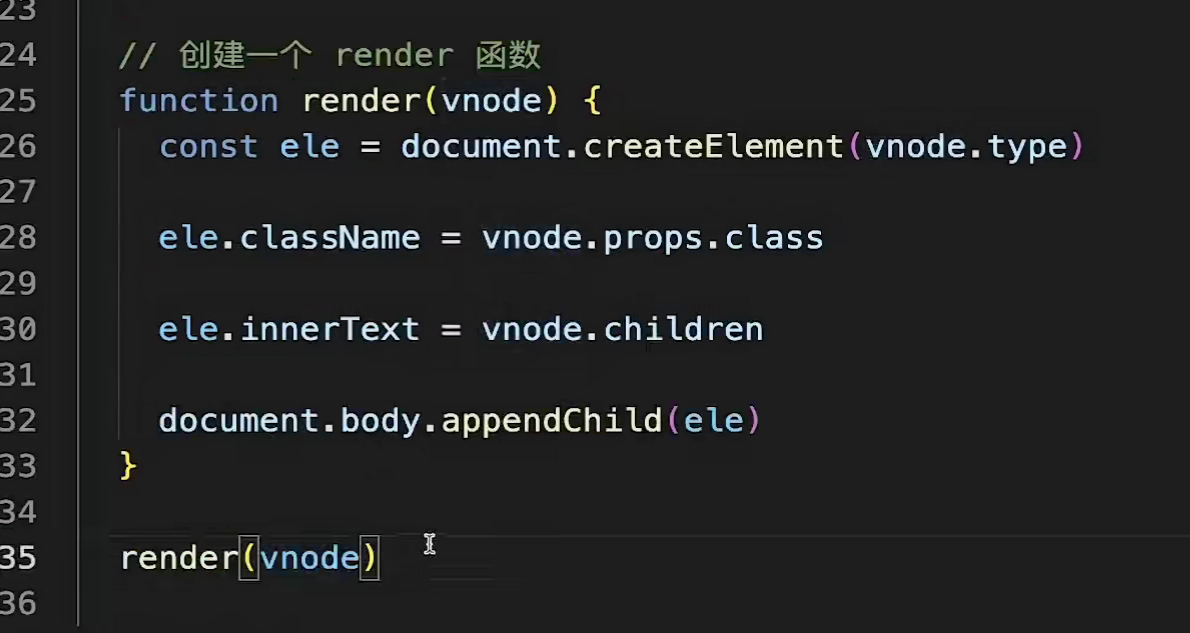 23
24 // 创建一个 render 函数
25 function render(vnode) {
26 const ele = document.createElement(vnode.type)
27
28 ele.className = vnode.props.class
29
30 ele.innerText = vnode.children
31
32 document.body.appendChild(ele)
33 }
34
35 render(vnode)
36